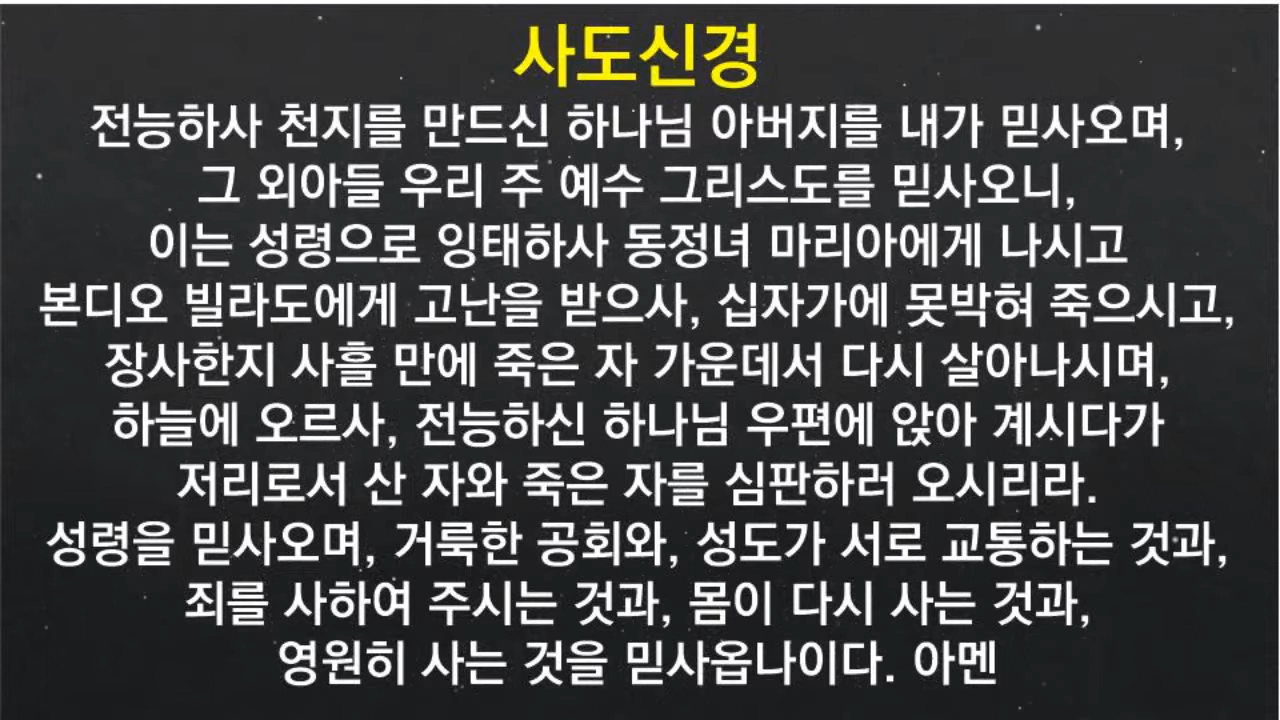 사도신경
전능하사 천지를 만드신 하나님 아버지를 내가 믿사오며,
그 외아들 우리 주 예수 그리스도를 믿사오니,
이는 성령으로 잉태하사 동정녀 마리아에게 나시고
본디오 빌라도에게 고난을 받으사, 십자가에 못박혀 죽으시고,
장사한지 사흘 만에 죽은 자 가운데서 다시 살아나시며,
하늘에 오르사, 전능하신 하나님 우편에 앉아 계시다가
저리로서 산 자와 죽은 자를 심판하러 오시리라.
성령을 믿사오며, 거룩한 공회와, 성도가 서로 교통하는 것과,
죄를 사하여 주시는 것과, 몸이 다시 사는 것과,
영원히 사는 것을 믿사옵나이다. 아멘